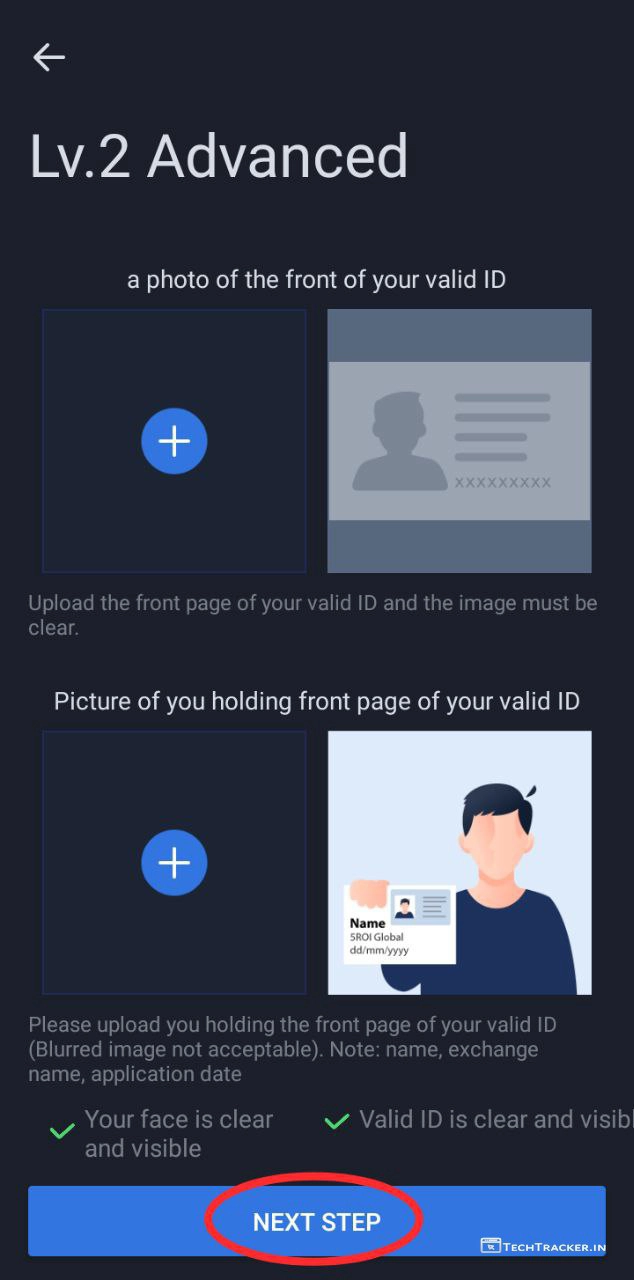 Lv.2 Advanced
a photo of the front of your valid ID
XXXXXXXXX
Upload the front page of your valid ID and the image must be
clear.
Picture of you holding front page of your valid ID
Name
5ROI Global
dd/mm/yyyy
Please upload you holding the front page of your valid ID
(Blurred image not acceptable). Note: name, exchange
name, application date
Your face is clear
and visible
Valid ID is clear and visibl
NEXT STEP
TECHTRACKER.IN